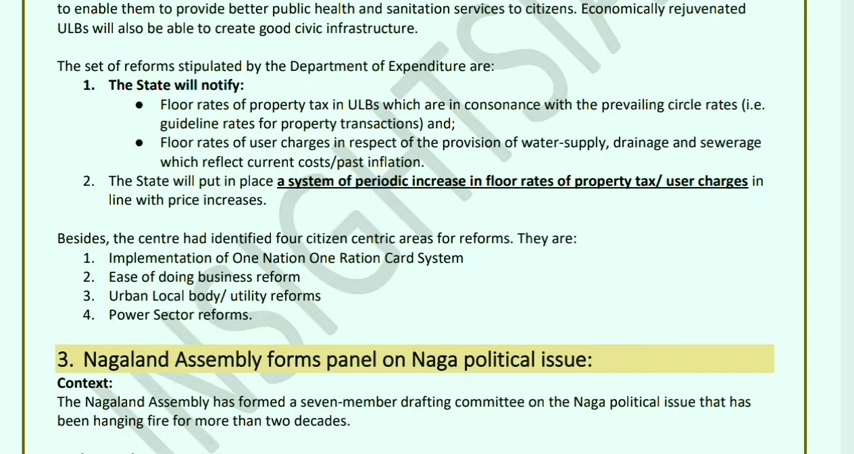 to enable them to provide better public health and sanitation services to citizens. Economically rejuvenated
ULBs will also be able to create good civic infrastructure.
The set of reforms stipulated by the Department of Expenditure are:
1. The State will notify:
● Floor rates of property tax in ULBs which are in consonance with the prevailing circle rates (i.e.
guideline rates for property transactions) and;
● Floor rates of user charges in respect of the provision of water-supply, drainage and sewerage
which reflect current costs/past inflation.
2. The State will put in place a system of periodic increase in floor rates of property tax/ user charges in
line with price increases.
Besides, the centre had identified four citizen centric areas for reforms. They are:
1. Implementation of One Nation One Ration Card System
2. Ease of doing business reform
3. Urban Local body/ utility reforms
4. Power Sector reforms.
3. Nagaland Assembly forms panel on Naga political issue:
Context:
The Nagaland Assembly has formed a seven-member drafting committee on the Naga political issue that has
been hanging fire for more than two decades.
INSIGHTSIA